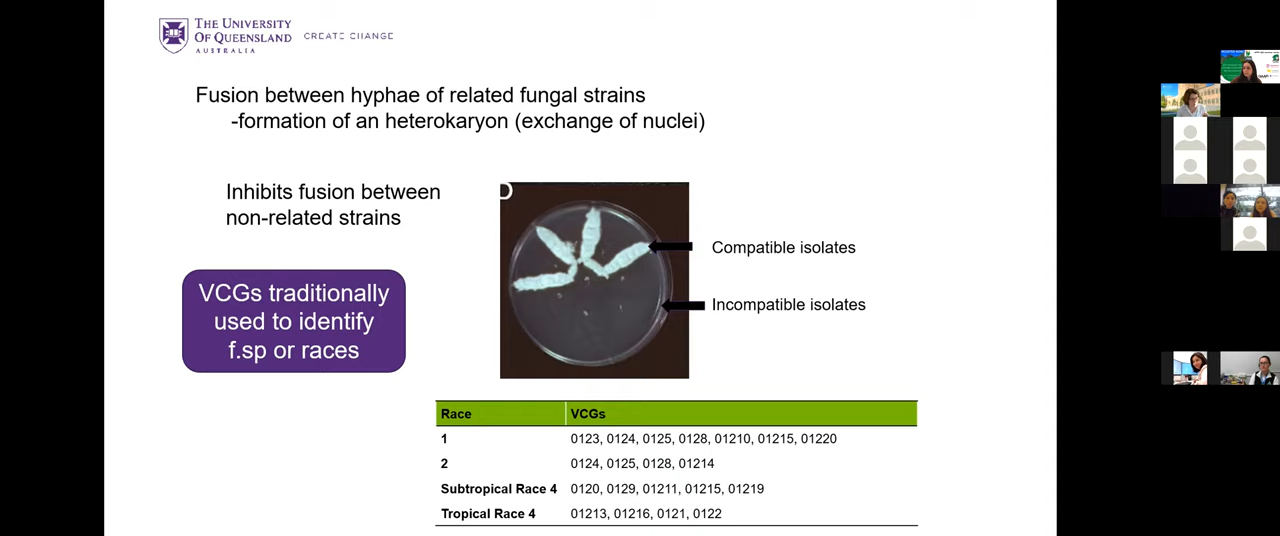 THE UNIVERSITY
OF QUEENSLAND
AUSTRALIA
CREATE CHANGE
Fusion between hyphae of related fungal strains
-formation of an heterokaryon (exchange of nuclei)
Inhibits fusion between
non-related strains
VCGs traditionally
used to identify
f.sp or races
Compatible isolates
Incompatible isolates
Race VCGs
1 0123, 0124, 0125, 0128, 01210, 01215, 01220
2 0124, 0125, 0128, 01214
Subtropical Race 4 0120, 0129, 01211, 01215, 01219
Tropical Race 4 01213, 01216, 0121, 0122